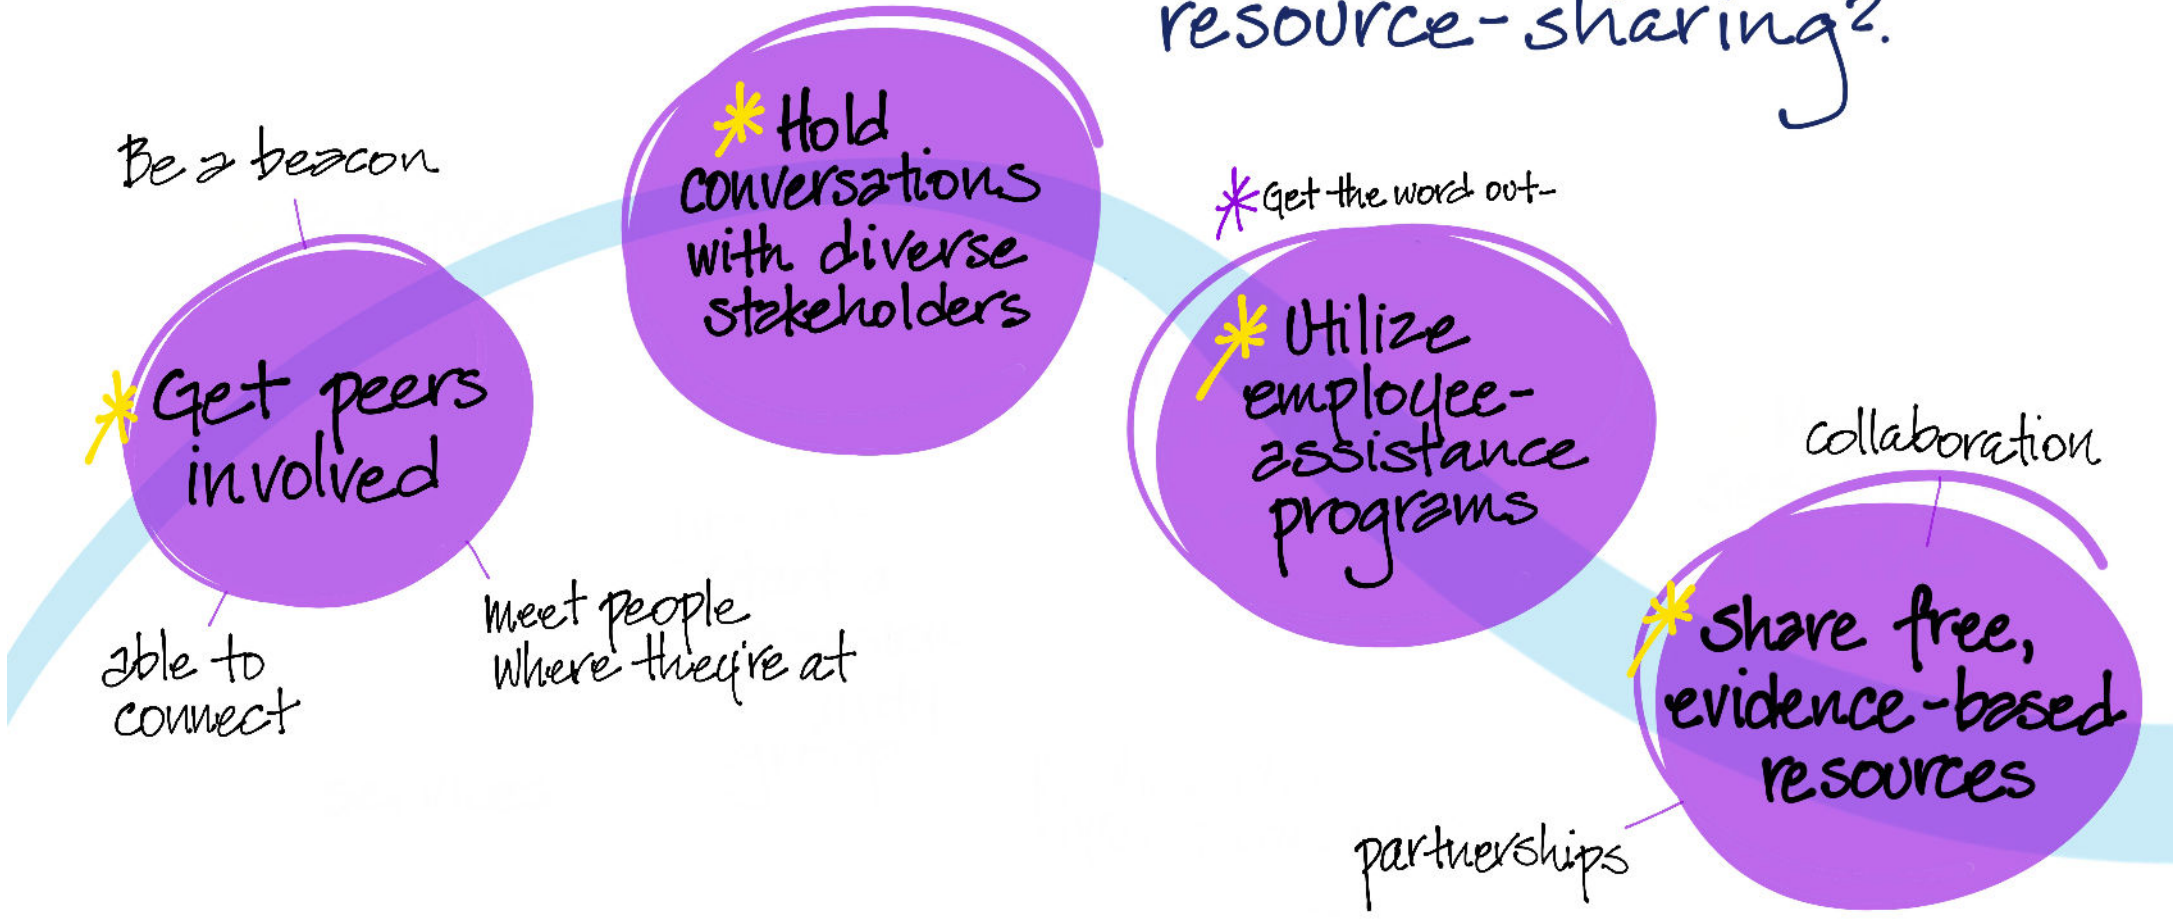 resource-sharing?
Be a beacon
Get peers
involved
able to
connect
meet people
where they're at
Hold
conversations
with diverse
stakeholders
Get the word out-
Utilize
employee-
assistance
programs
collaboration
share free,
evidence-based
resources
partnerships